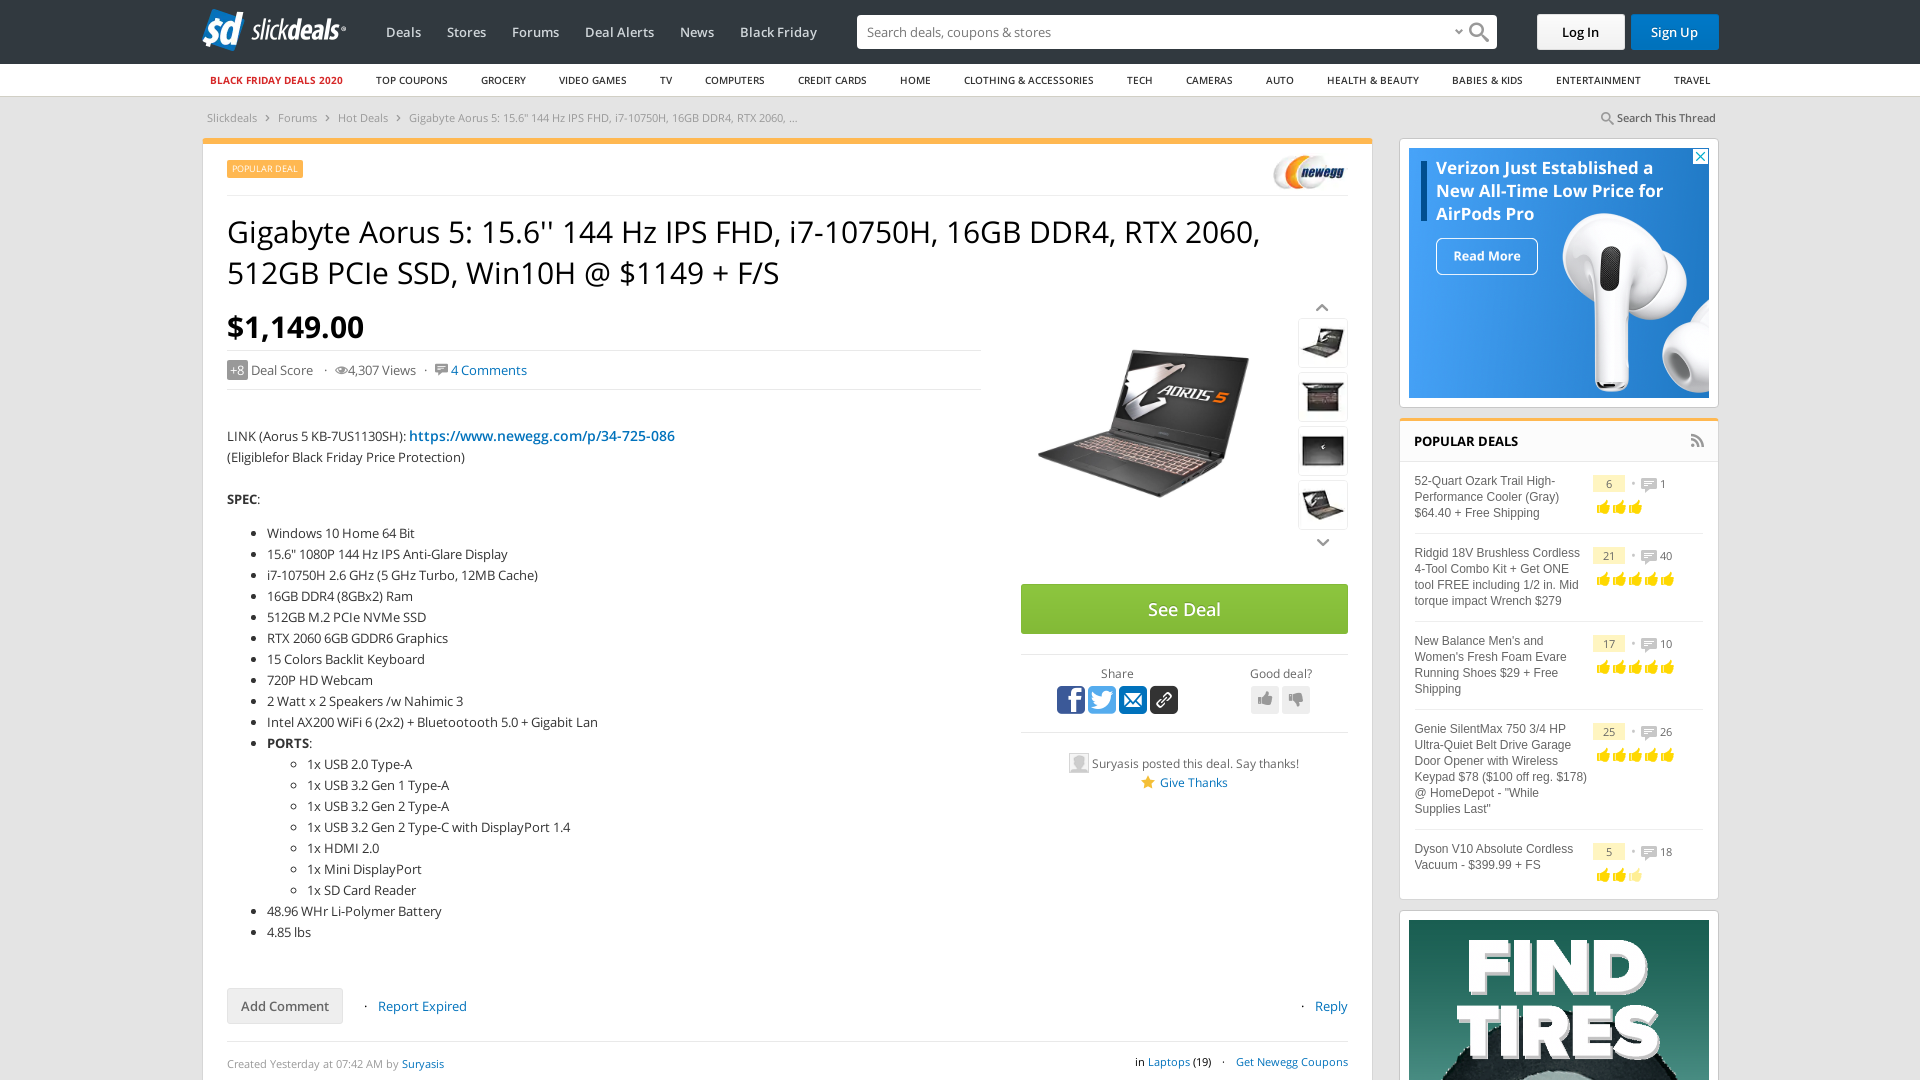 sd slickdeals
Deals
Stores
Forums
Deal Alerts
News
Black Friday
Search deals, coupons & stores
Log In
Sign Up
BLACK FRIDAY DEALS 2020
TOP COUPONS
GROCERY
VIDEO GAMES
TV
COMPUTERS
CREDIT CARDS
HOME
CLOTHING & ACCESSORIES
TECH
CAMERAS
AUTO
HEALTH & BEAUTY
BABIES & KIDS
ENTERTAINMENT
TRAVEL
Slickdeals › Forums › Hot Deals › Gigabyte Aorus 5: 15.6'' 144 Hz IPS FHD, i7-10750H, 16GB DDR4, RTX 2060, ...
Search This Thread
POPULAR DEAL
newegg
Gigabyte Aorus 5: 15.6'' 144 Hz IPS FHD, i7-10750H, 16GB DDR4, RTX 2060,
512GB PCIe SSD, Win10H @ $1149 + F/S
$1,149.00
+8 Deal Score · 4,307 Views · 4 Comments
LINK (Aorus 5 KB-7US1130SH): https://www.newegg.com/p/34-725-086
(Eligiblefor Black Friday Price Protection)
SPEC:
• Windows 10 Home 64 Bit
• 15.6" 1080P 144 Hz IPS Anti-Glare Display
• i7-10750H 2.6 GHz (5 GHz Turbo, 12MB Cache)
• 16GB DDR4 (8GBx2) Ram
• 512GB M.2 PCIe NVMe SSD
• RTX 2060 6GB GDDR6 Graphics
• 15 Colors Backlit Keyboard
• 720P HD Webcam
• 2 Watt x 2 Speakers /w Nahimic 3
• Intel AX200 WiFi 6 (2x2) + Bluetootooth 5.0 + Gigabit Lan
• PORTS:
◦ 1x USB 2.0 Type-A
◦ 1x USB 3.2 Gen 1 Type-A
◦ 1x USB 3.2 Gen 2 Type-A
◦ 1x USB 3.2 Gen 2 Type-C with DisplayPort 1.4
◦ 1x HDMI 2.0
◦ 1x Mini DisplayPort
◦ 1x SD Card Reader
• 48.96 WHr Li-Polymer Battery
• 4.85 lbs
AORUS 5
See Deal
Share
Good deal?
Suryasis posted this deal. Say thanks!
Give Thanks
Add Comment · Report Expired
· Reply
Created Yesterday at 07:42 AM by Suryasis
in Laptops (19) · Get Newegg Coupons
Verizon Just Established a
New All-Time Low Price for
AirPods Pro
Read More
POPULAR DEALS
52-Quart Ozark Trail High-
Performance Cooler (Gray)
$64.40 + Free Shipping
6 • 1
Ridgid 18V Brushless Cordless
4-Tool Combo Kit + Get ONE
tool FREE including 1/2 in. Mid
torque impact Wrench $279
21 • 40
New Balance Men's and
Women's Fresh Foam Evare
Running Shoes $29 + Free
Shipping
17 • 10
Genie SilentMax 750 3/4 HP
Ultra-Quiet Belt Drive Garage
Door Opener with Wireless
Keypad $78 ($100 off reg. $178)
@ HomeDepot - "While
Supplies Last"
25 • 26
Dyson V10 Absolute Cordless
Vacuum - $399.99 + FS
5 • 18
FIND
TIRES